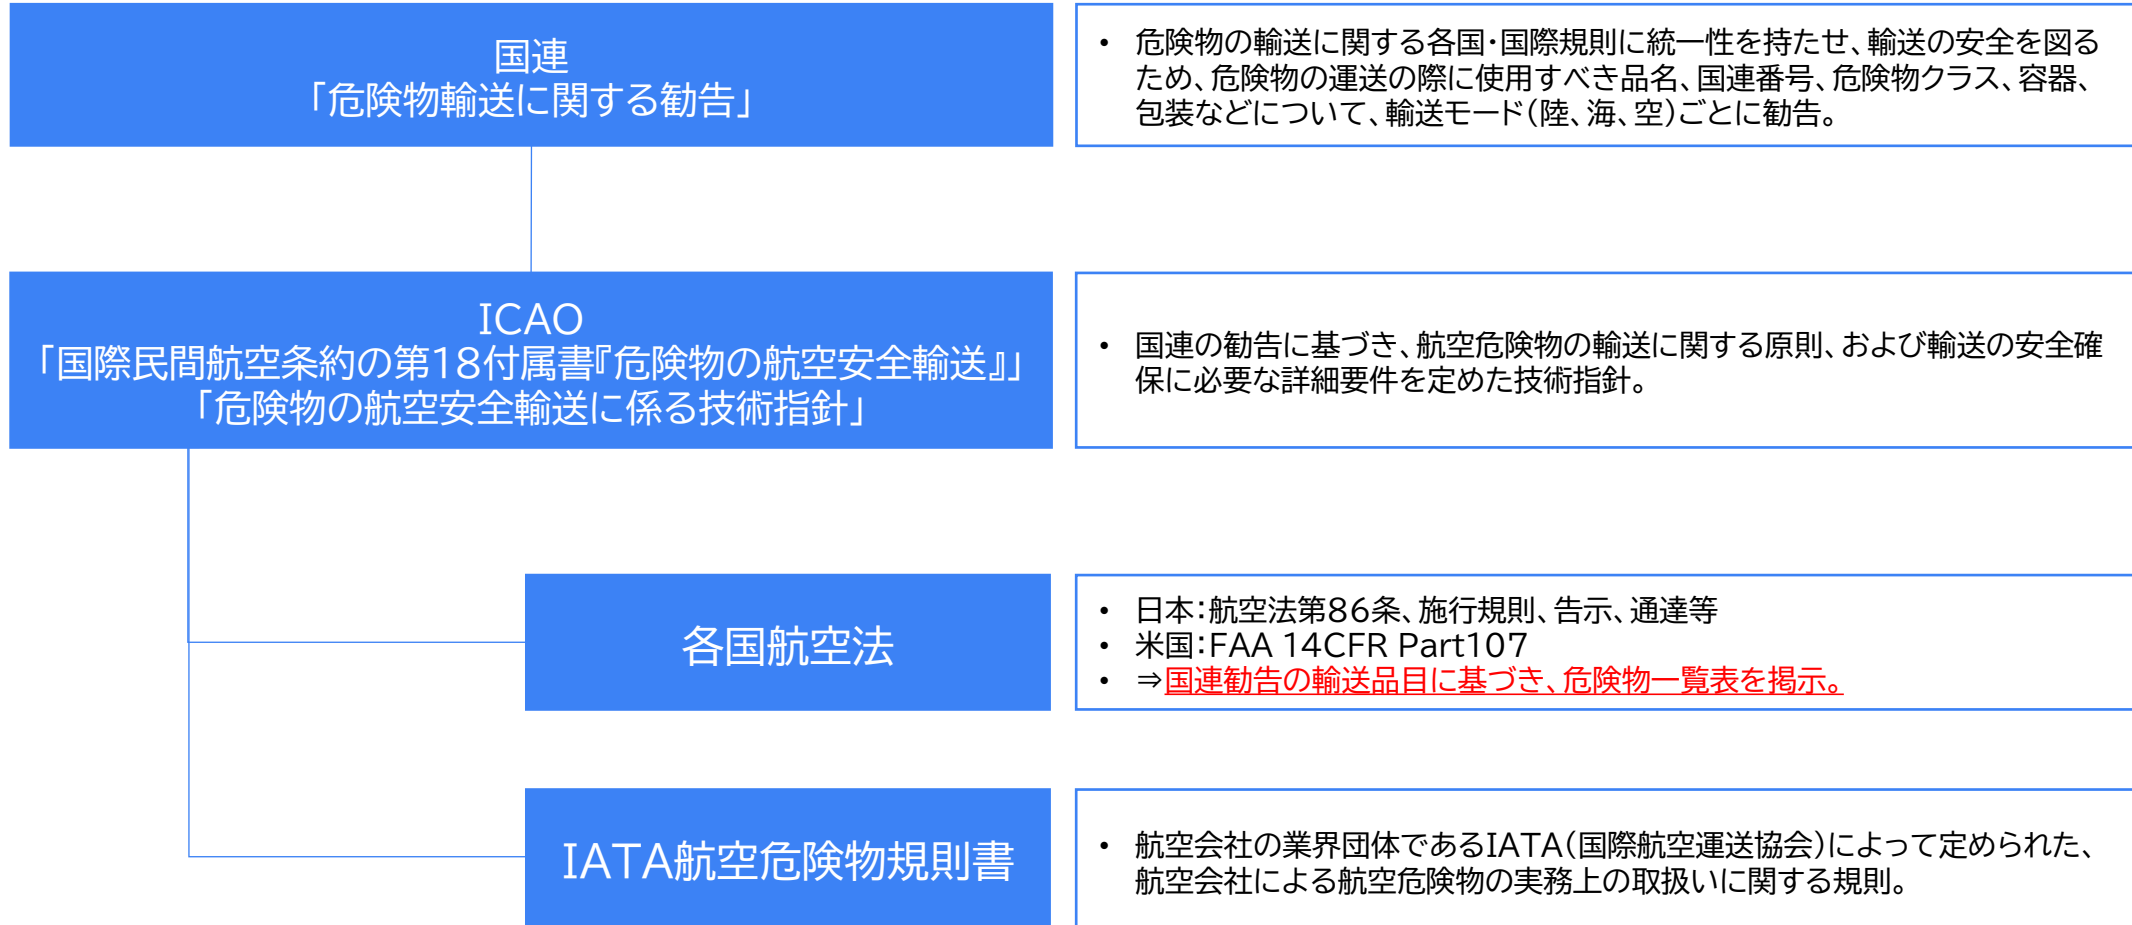 国連
「危険物輸送に関する勧告」
• 危険物の輸送に関する各国・国際規則に統一性を持たせ、輸送の安全を図る
ため、危険物の運送の際に使用すべき品名、国連番号、危険物クラス、容器、
包装などについて、輸送モード(陸、海、空)ごとに勧告。
ICAO
「国際民間航空条約の第18付属書『危険物の航空安全輸送』」
「危険物の航空安全輸送に係る技術指針」
• 国連の勧告に基づき、航空危険物の輸送に関する原則、および輸送の安全確
保に必要な詳細要件を定めた技術指針。
各国航空法
• 日本:航空法第86条、施行規則、告示、通達等
• 米国:FAA 14CFR Part107
• ⇒国連勧告の輸送品目に基づき、危険物一覧表を掲示。
IATA航空危険物規則書
• 航空会社の業界団体であるIATA(国際航空運送協会)によって定められた、
航空会社による航空危険物の実務上の取扱いに関する規則。